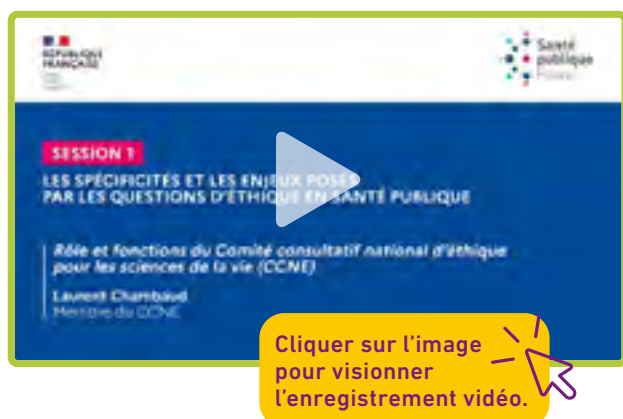 RÉPUBLIQUE
FRANÇAISE
Santé
publique
France
SESSION 1
LES SPÉCIFICITÉS ET LES ENJEUX POSÉS
PAR LES QUESTIONS D'ÉTHIQUE EN SANTÉ PUBLIQUE
Rôle et fonctions du Comité consultatif national d'éthique
pour les sciences de la vie (CCNE)
Laurent Chambaud
Membre du CCNE
Cliquer sur l'image
pour visionner
l'enregistrement vidéo.